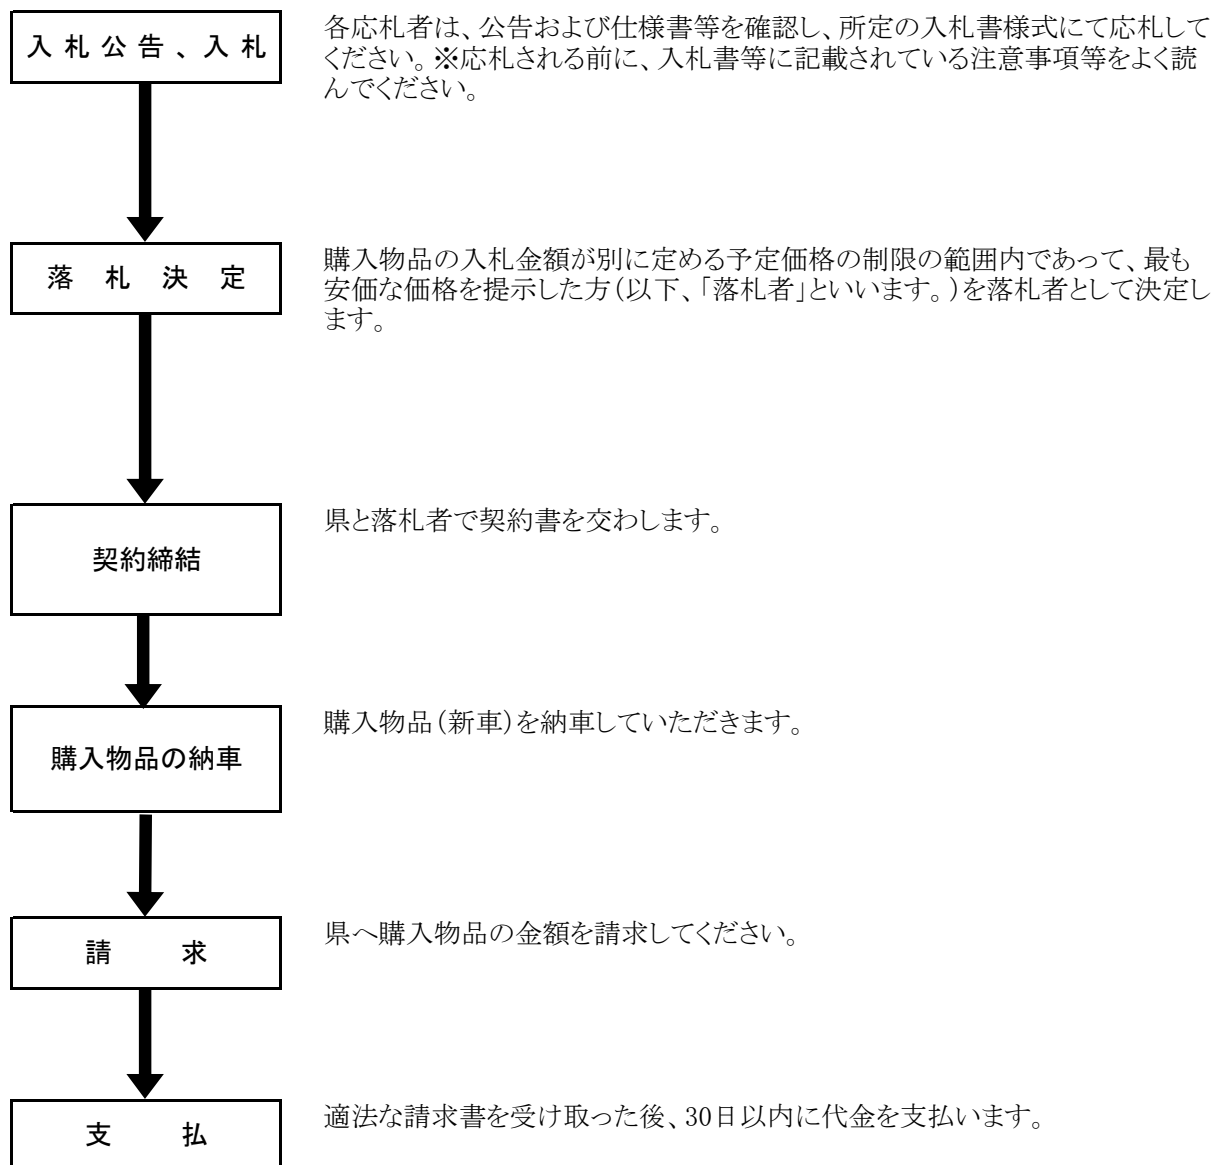 入札公告、入札
各応札者は、公告および仕様書等を確認し、所定の入札書様式にて応札して
ください。※応札される前に、入札書等に記載されている注意事項等をよく読
んでください。
落札決定
購入物品の入札金額が別に定める予定価格の制限の範囲内であって、最も
安価な価格を提示した方(以下、「落札者」といいます。)を落札者として決定し
ます。
契約締結
県と落札者で契約書を交わします。
購入物品の納車
購入物品(新車)を納車していただきます。
請求
県へ購入物品の金額を請求してください。
支払
適法な請求書を受け取った後、30日以内に代金を支払います。